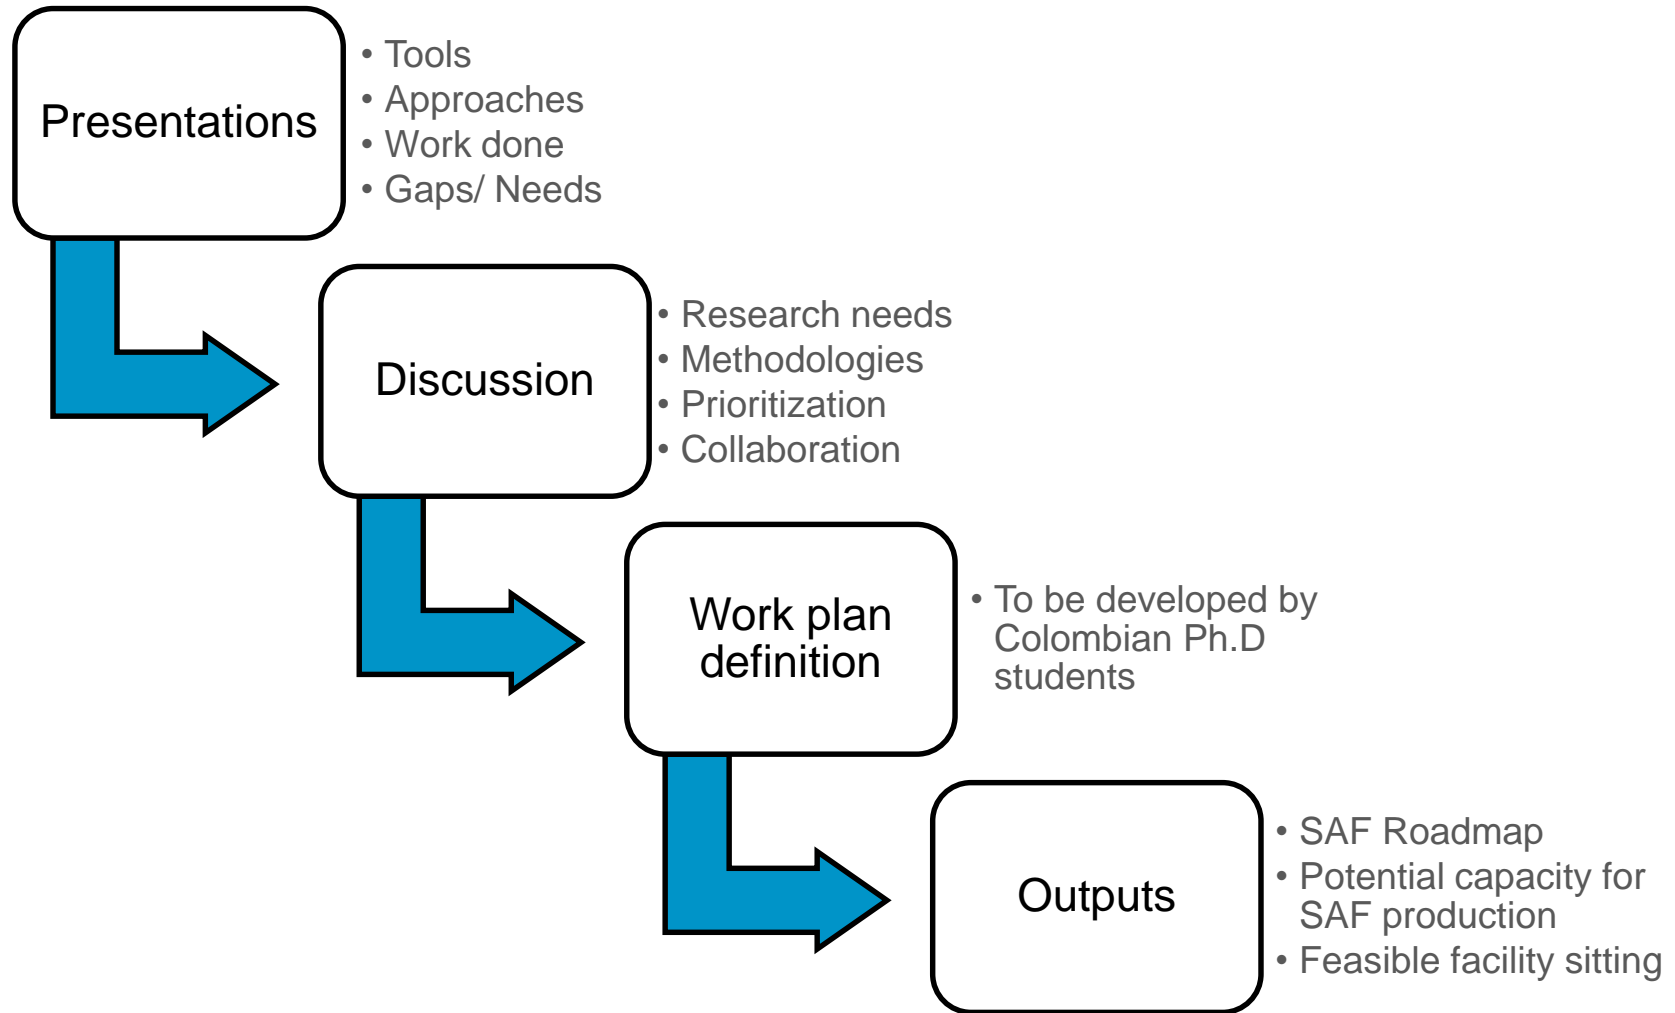 Presentations
• Tools
• Approaches
• Work done
• Gaps/ Needs
Discussion
• Research needs
• Methodologies
• Prioritization
• Collaboration
Work plan
definition
• To be developed by
Colombian Ph.D
students
Outputs
• SAF Roadmap
• Potential capacity for
SAF production
• Feasible facility sitting